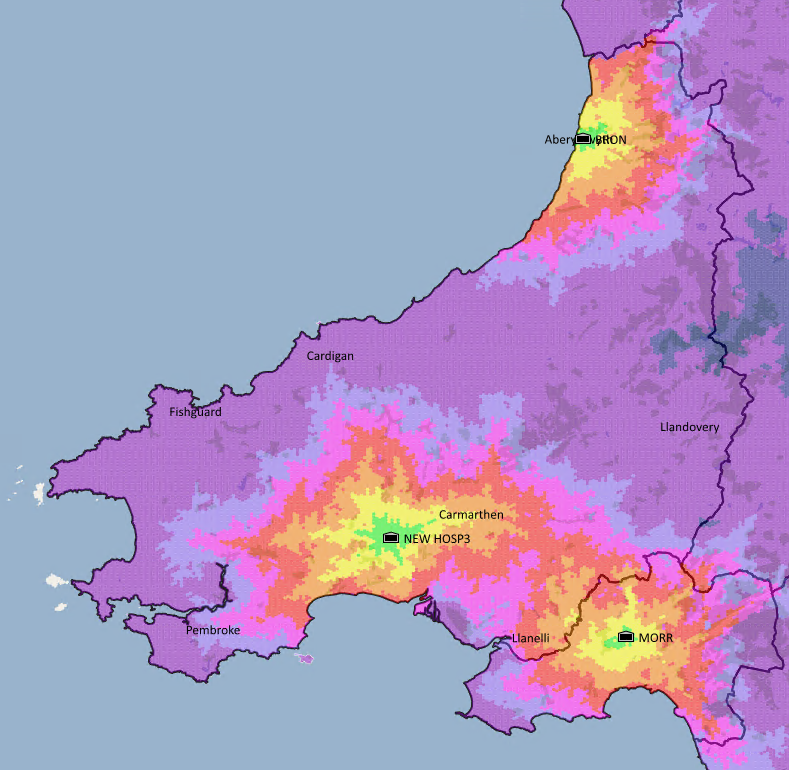 BRON
Cardigan
Fishguard
Llandovery
Carmarthen
NEW HOSP3
Pembroke
Llanelli
MORR